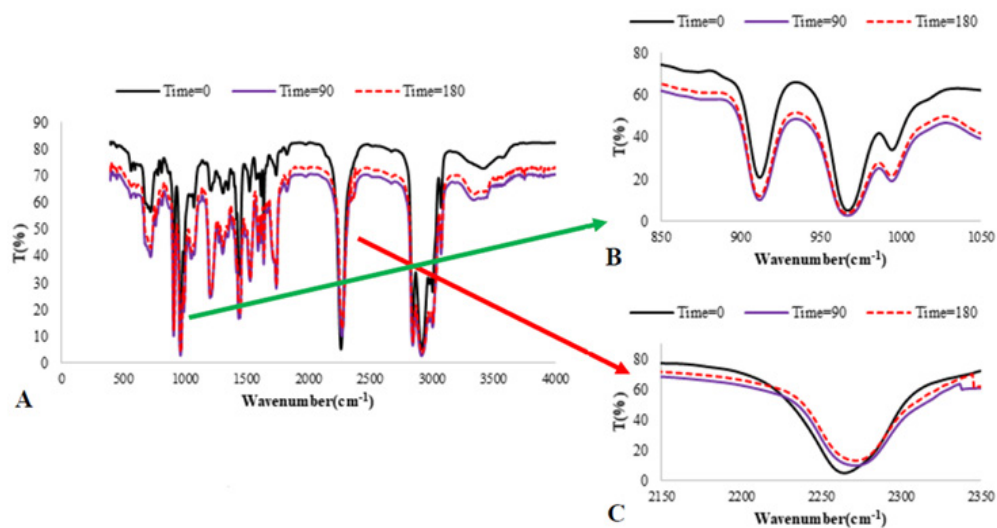 Time=0 Time=90 Time=180
90
80
70
60
50
40
30
20
10
0
T(%)
0 500 1000 1500 2000 2500 3000 3500 4000
Wavenumber(cm⁻¹)
A
Time=0 Time=90 Time=180
80
60
40
20
0
T(%)
850 900 950 1000 1050
Wavenumber(cm⁻¹)
B
Time=0 Time=90 Time=180
80
60
40
20
0
T(%)
2150 2200 2250 2300 2350
Wavenumber(cm⁻¹)
C